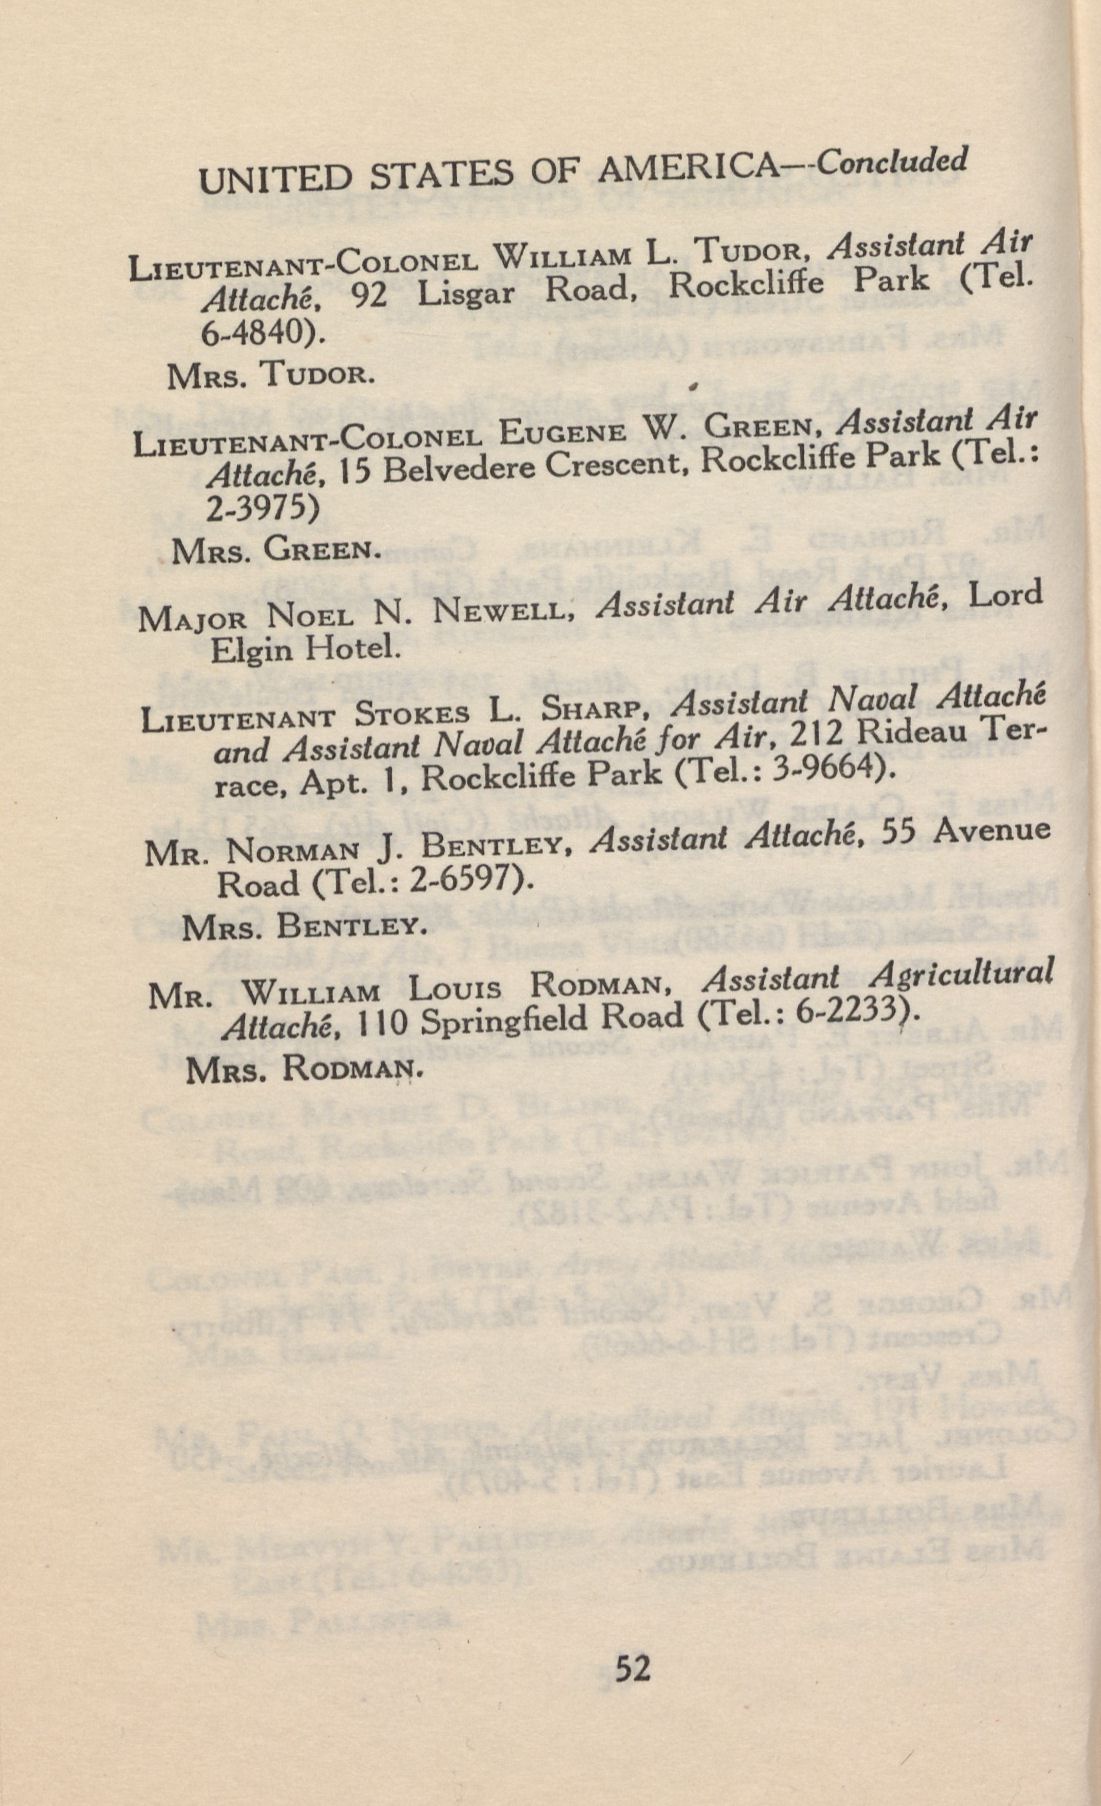 UNITED STATES OF AMERICA—Concluded
LIEUTENANT-COLONEL WILLIAM L. TUDOR, Assistant Air
Attaché, 92 Lisgar Road, Rockcliffe Park (Tel.
6-4840).
MRS. TUDOR.
LIEUTENANT-COLONEL EUGENE W. GREEN, Assistant Air
Attaché, 15 Belvedere Crescent, Rockcliffe Park (Tel.:
2-3975)
MRS. GREEN.
MAJOR NOEL N. NEWELL, Assistant Air Attaché, Lord
Elgin Hotel.
LIEUTENANT STOKES L. SHARP, Assistant Naval Attaché
and Assistant Naval Attaché for Air, 212 Rideau Ter-
race, Apt. 1, Rockcliffe Park (Tel.: 3-9664).
MR. NORMAN J. BENTLEY, Assistant Attaché, 55 Avenue
Road (Tel.: 2-6597).
MRS. BENTLEY.
MR. WILLIAM LOUIS RODMAN, Assistant Agricultural
Attaché, 110 Springfield Road (Tel.: 6-2233).
MRS. RODMAN.
52